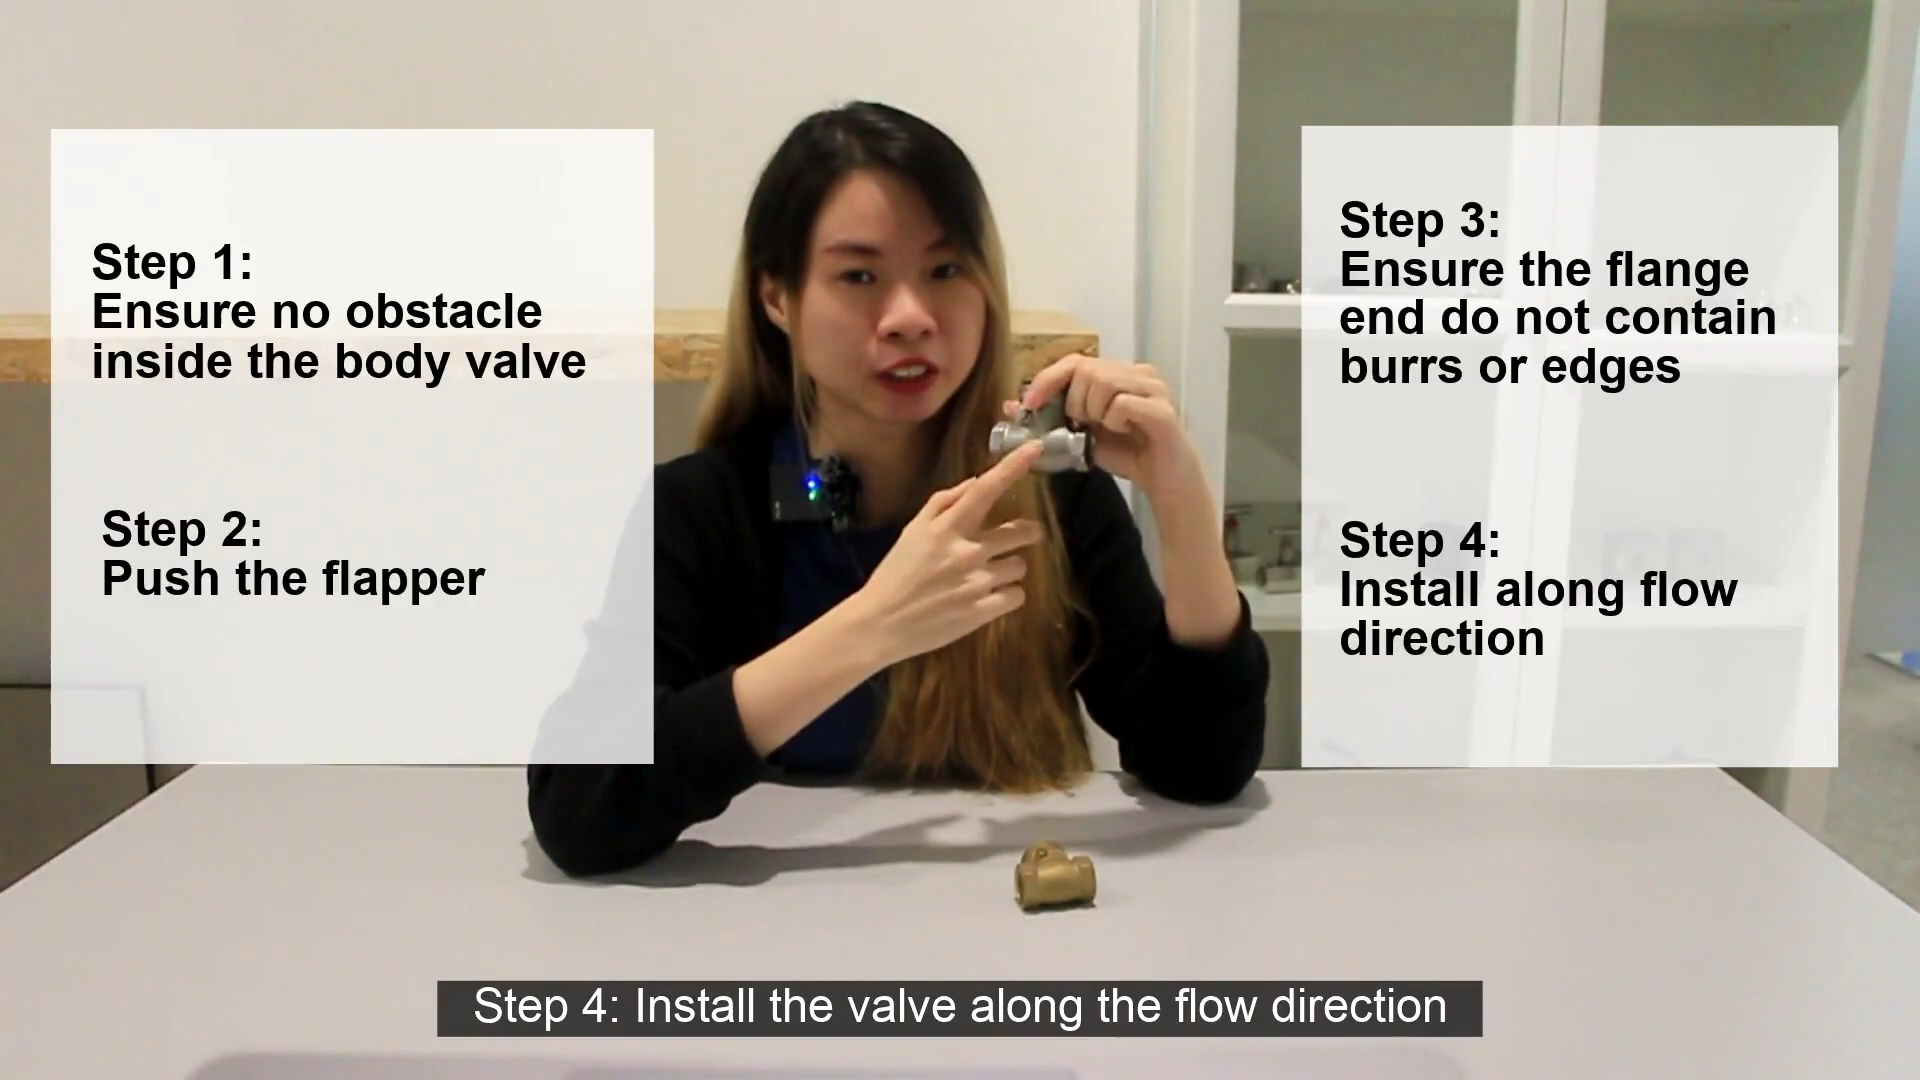 Step 1:
Ensure no obstacle
inside the body valve
Step 2:
Push the flapper
Step 3:
Ensure the flange
end do not contain
burrs or edges
Step 4:
Install along flow
direction
Step 4: Install the valve along the flow direction